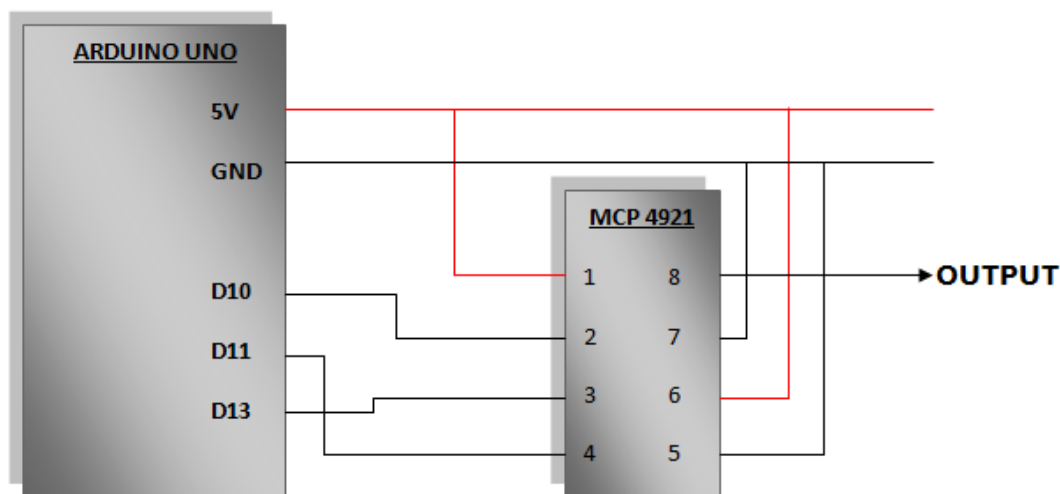 ARDUINO UNO
5V
GND
MCP 4921
1 8
OUTPUT
D10
2 7
D11
3 6
D13
4 5